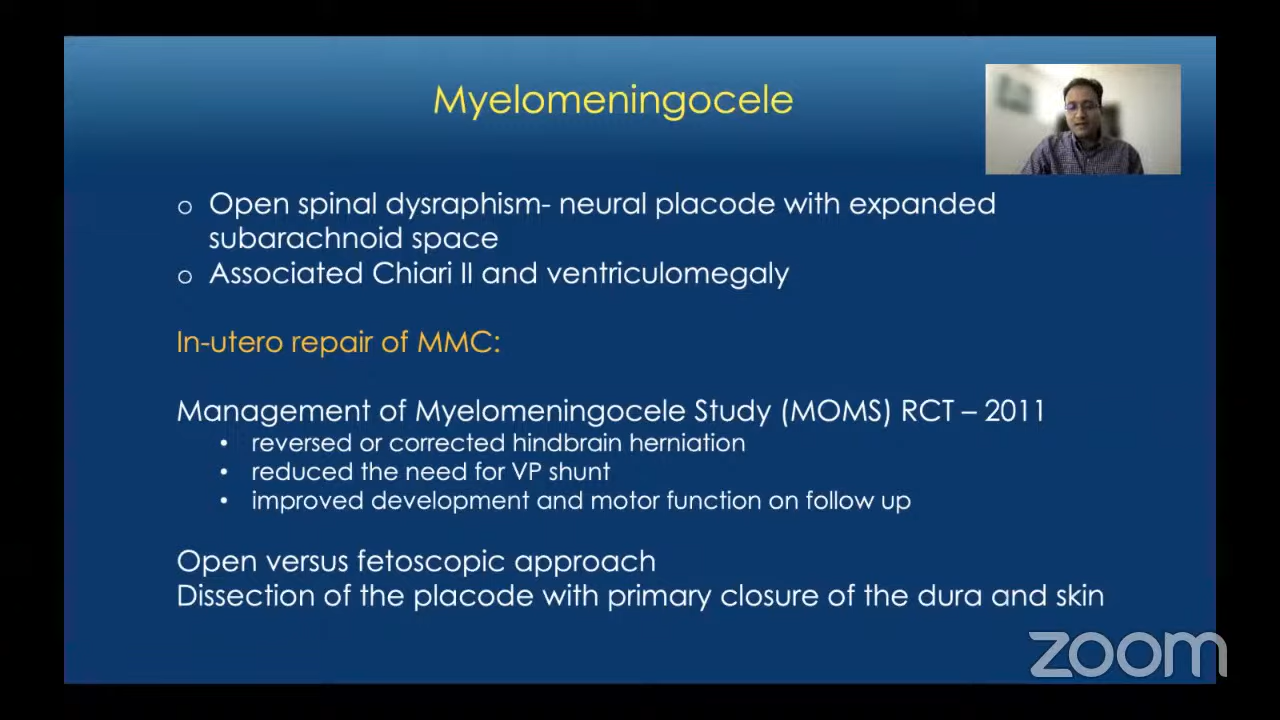 Myelomeningocele
o Open spinal dysraphism- neural placode with expanded
subarachnoid space
o Associated Chiari II and ventriculomegaly
In-utero repair of MMC:
Management of Myelomeningocele Study (MOMS) RCT – 2011
• reversed or corrected hindbrain herniation
• reduced the need for VP shunt
• improved development and motor function on follow up
Open versus fetoscopic approach
Dissection of the placode with primary closure of the dura and skin
zoom